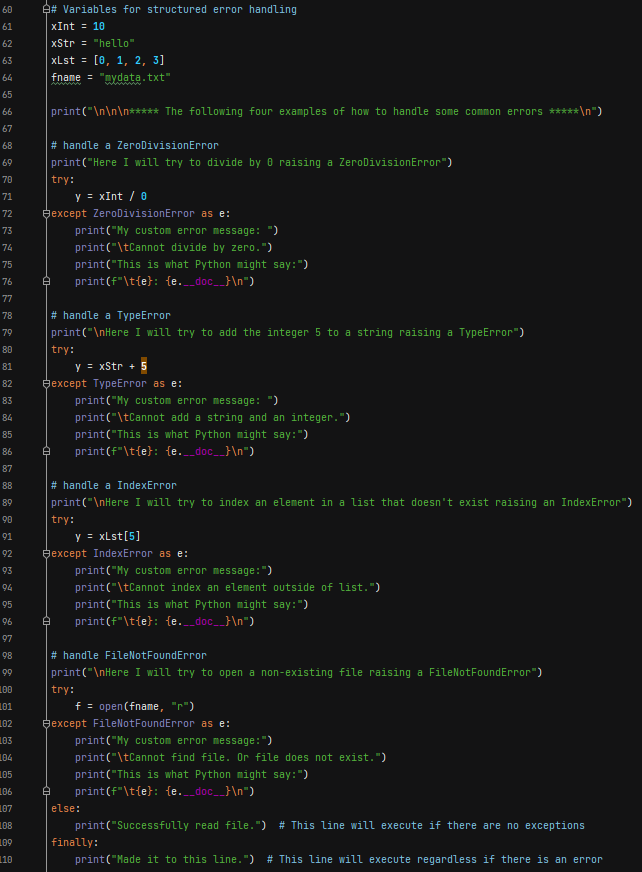 60 # Variables for structured error handling
61 xInt = 10
62 xStr = "hello"
63 xLst = [0, 1, 2, 3]
64 fname = "mydata.txt"
65
66 print("\n\n\n***** The following four examples of how to handle some common errors *****\n")
67
68 # handle a ZeroDivisionError
69 print("Here I will try to divide by 0 raising a ZeroDivisionError")
70 try:
71     y = xInt / 0
72 except ZeroDivisionError as e:
73     print("My custom error message: ")
74     print("\tCannot divide by zero.")
75     print("This is what Python might say:")
76     print(f"\t{e}: {e.__doc__}\n")
77
78 # handle a TypeError
79 print("\nHere I will try to add the integer 5 to a string raising a TypeError")
80 try:
81     y = xStr + 5
82 except TypeError as e:
83     print("My custom error message: ")
84     print("\tCannot add a string and an integer.")
85     print("This is what Python might say:")
86     print(f"\t{e}: {e.__doc__}\n")
87
88 # handle a IndexError
89 print("\nHere I will try to index an element in a list that doesn't exist raising an IndexError")
90 try:
91     y = xLst[5]
92 except IndexError as e:
93     print("My custom error message:")
94     print("\tCannot index an element outside of list.")
95     print("This is what Python might say:")
96     print(f"\t{e}: {e.__doc__}\n")
97
98 # handle FileNotFoundError
99 print("\nHere I will try to open a non-existing file raising a FileNotFoundError")
100 try:
101     f = open(fname, "r")
102 except FileNotFoundError as e:
103     print("My custom error message:")
104     print("\tCannot find file. Or file does not exist.")
105     print("This is what Python might say:")
106     print(f"\t{e}: {e.__doc__}\n")
107 else:
108     print("Successfully read file.")  # This line will execute if there are no exceptions
109 finally:
110     print("Made it to this line.")  # This line will execute regardless if there is an error